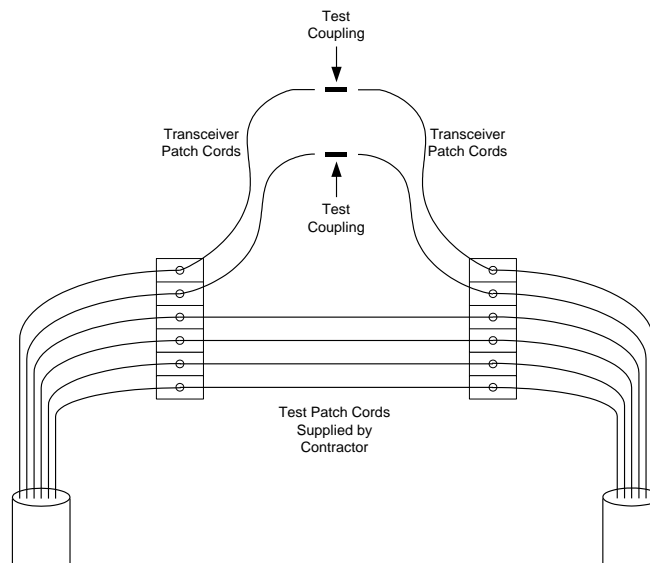 Test
Coupling
Transceiver
Patch Cords
Transceiver
Patch Cords
Test
Coupling
Test Patch Cords
Supplied by
Contractor